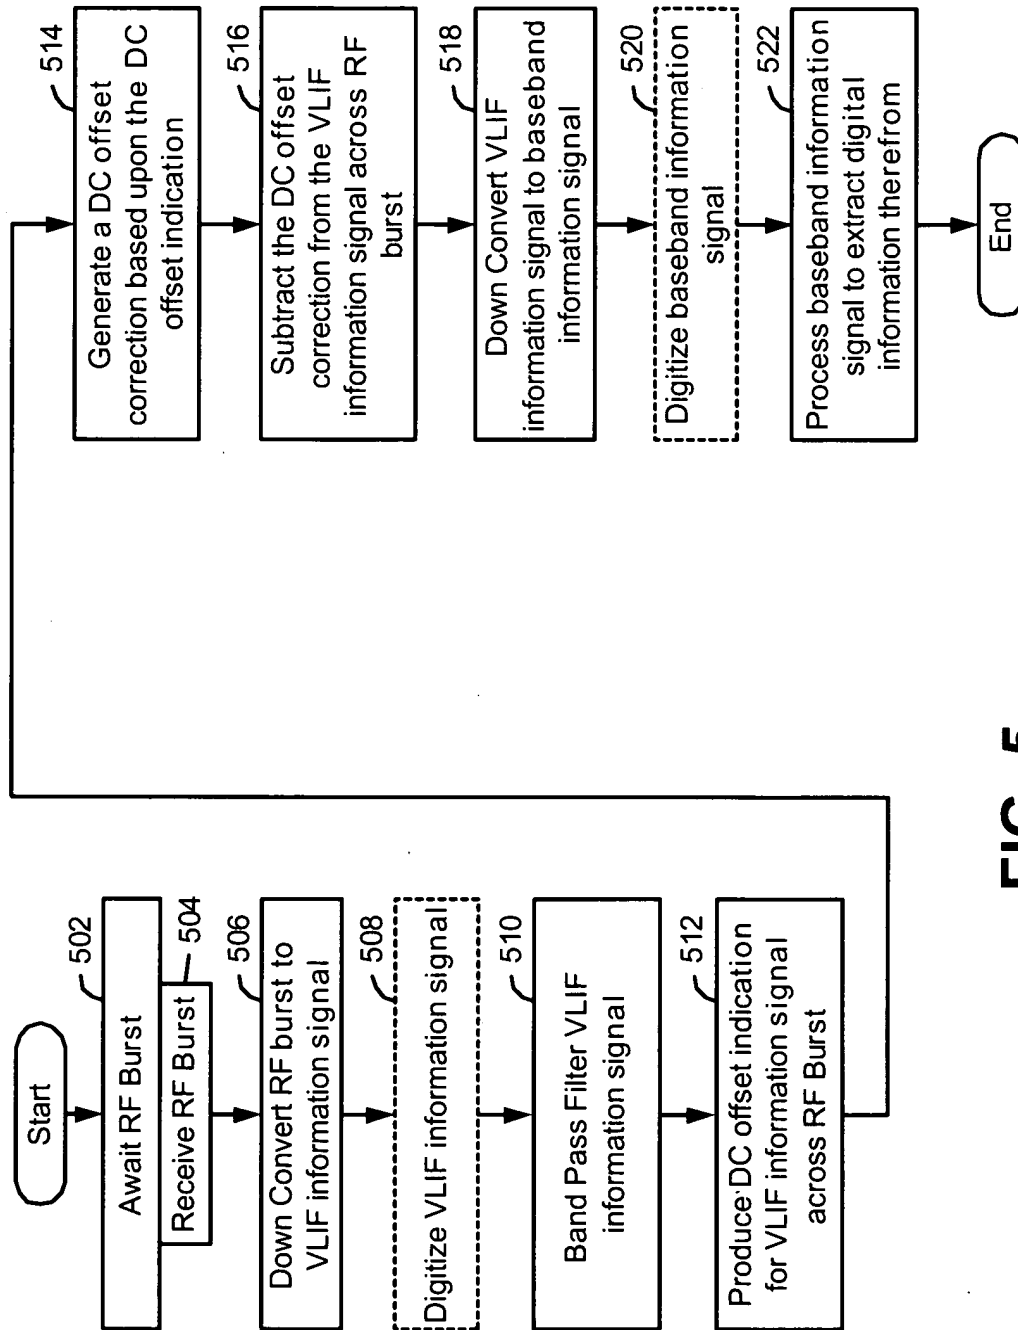 Start
502
Await RF Burst
504
Receive RF Burst
506
Down Convert RF burst to
VLIF information signal
508
Digitize VLIF information signal
510
Band Pass Filter VLIF
information signal
512
Produce DC offset indication
for VLIF information signal
across RF Burst
514
Generate a DC offset
correction based upon the DC
offset indication
516
Subtract the DC offset
correction from the VLIF
information signal across RF
burst
518
Down Convert VLIF
information signal to baseband
information signal
520
Digitize baseband information
signal
522
Process baseband information
signal to extract digital
information therefrom
End
FIG. 5